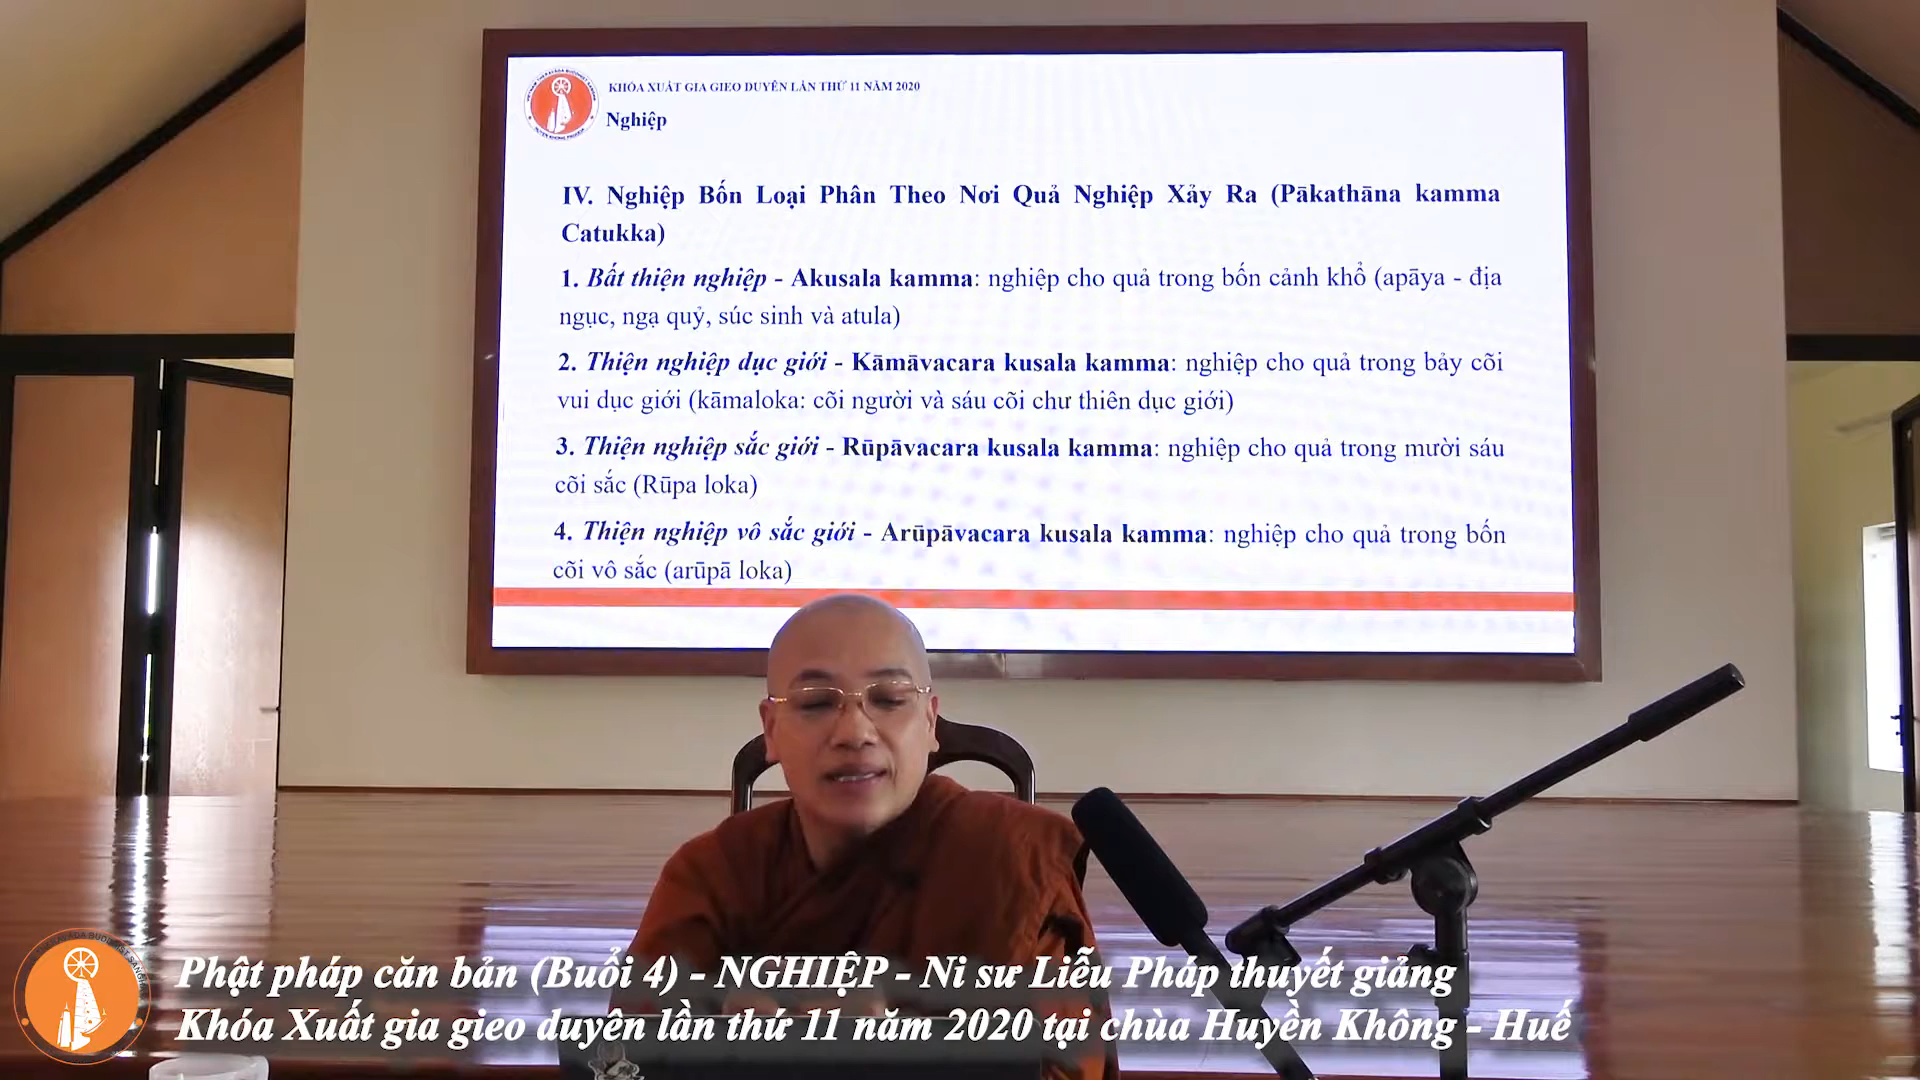 KHÓA XUẤT GIA GIEO DUYÊN LẦN THỨ 11 NĂM 2020
Nghiệp
IV. Nghiệp Bốn Loại Phân Theo Nơi Quả Nghiệp Xảy Ra (Pākathāna kamma
Catukka)
1. Bất thiện nghiệp - Akusala kamma: nghiệp cho quả trong bốn cảnh khổ (apāya - địa
ngục, ngạ quỷ, súc sinh và atula)
2. Thiện nghiệp dục giới - Kāmāvacara kusala kamma: nghiệp cho quả trong bảy cõi
vui dục giới (kāmaloka: cõi người và sáu cõi chư thiên dục giới)
3. Thiện nghiệp sắc giới - Rūpāvacara kusala kamma: nghiệp cho quả trong mười sáu
cõi sắc (Rūpa loka)
4. Thiện nghiệp vô sắc giới - Arūpāvacara kusala kamma: nghiệp cho quả trong bốn
cõi vô sắc (arūpā loka)
Phật pháp căn bản (Buổi 4) - NGHIỆP - Ni sư Liễu Pháp thuyết giảng
Khóa Xuất gia gieo duyên lần thứ 11 năm 2020 tại chùa Huyền Không - Huế